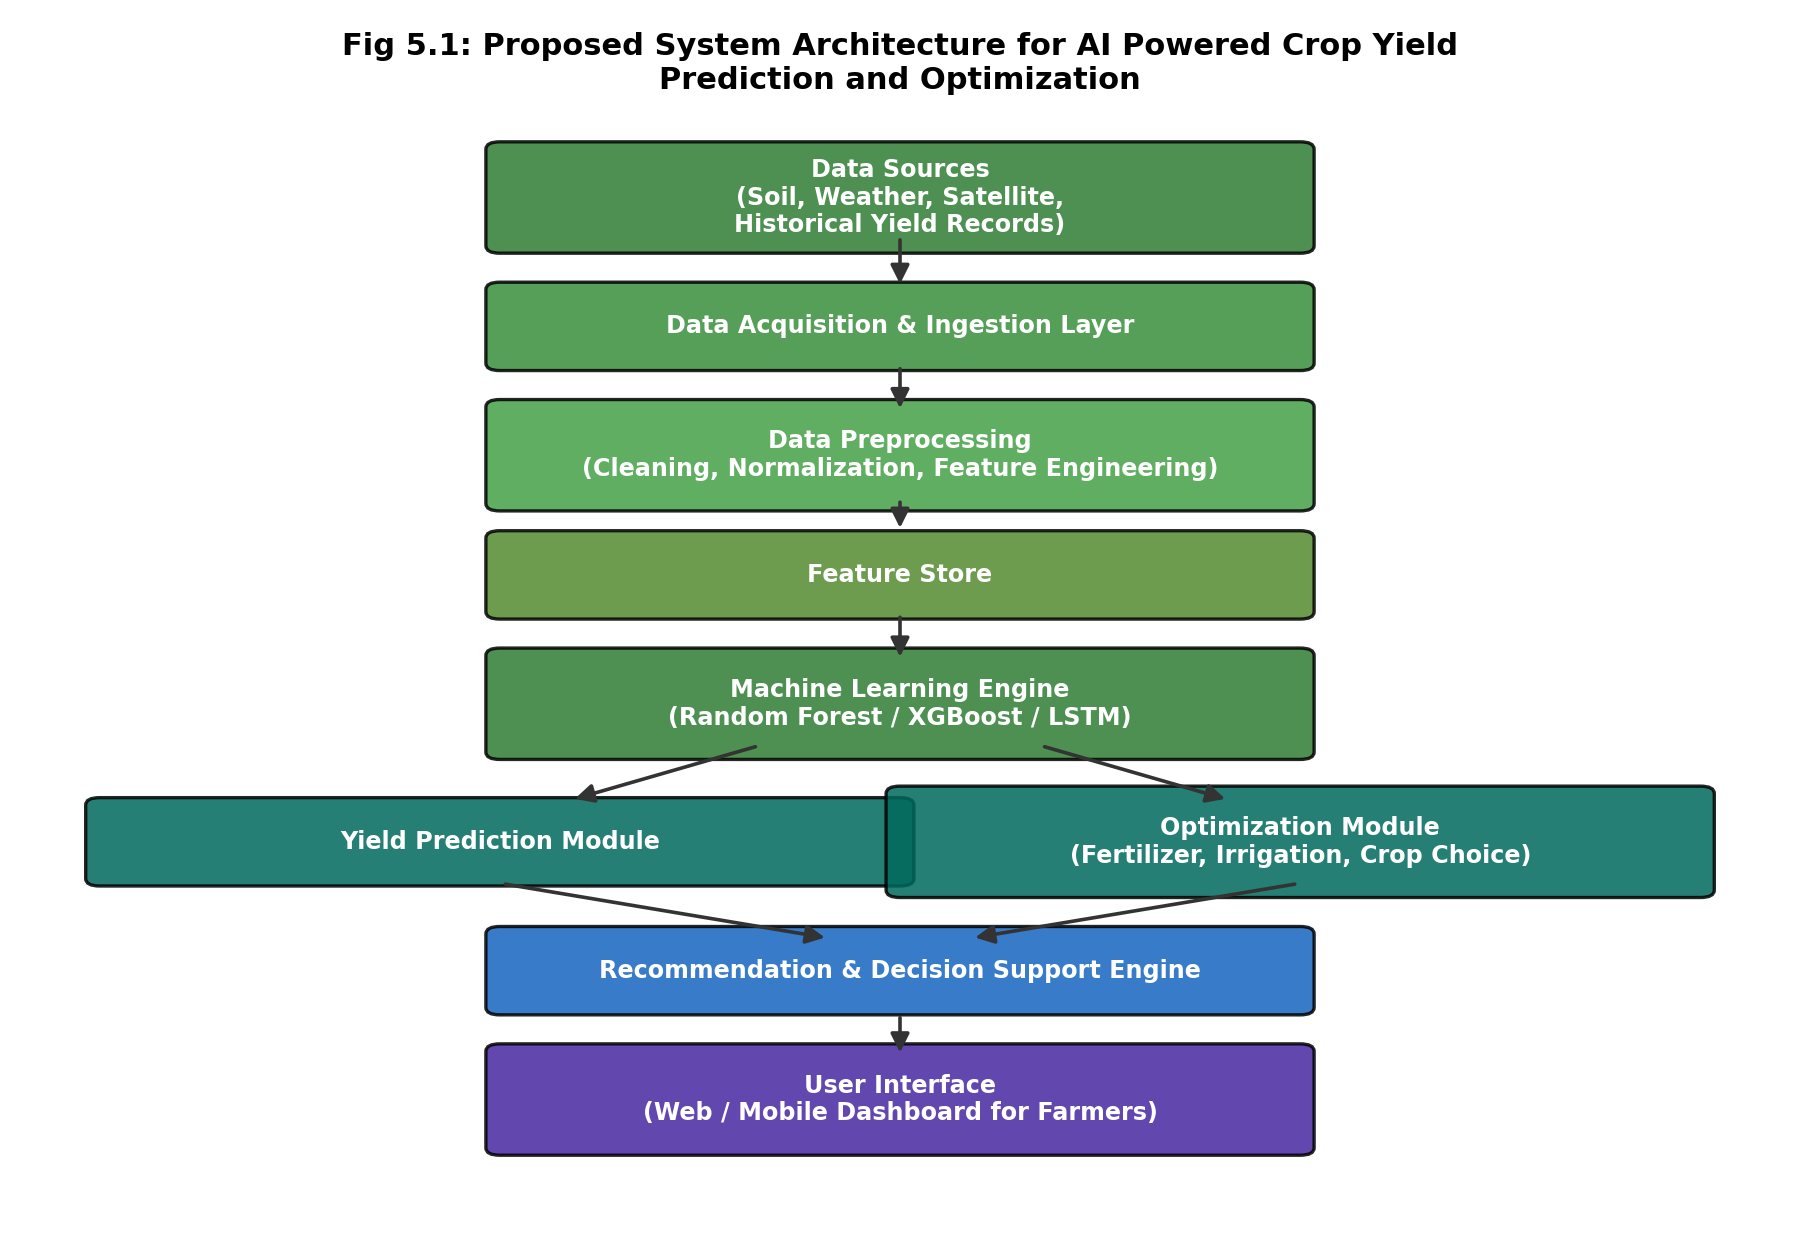 Fig 5.1: Proposed System Architecture for AI Powered Crop Yield
Prediction and Optimization
Data Sources
(Soil, Weather, Satellite,
Historical Yield Records)
Data Acquisition & Ingestion Layer
Data Preprocessing
(Cleaning, Normalization, Feature Engineering)
Feature Store
Machine Learning Engine
(Random Forest / XGBoost / LSTM)
Yield Prediction Module
Optimization Module
(Fertilizer, Irrigation, Crop Choice)
Recommendation & Decision Support Engine
User Interface
(Web / Mobile Dashboard for Farmers)